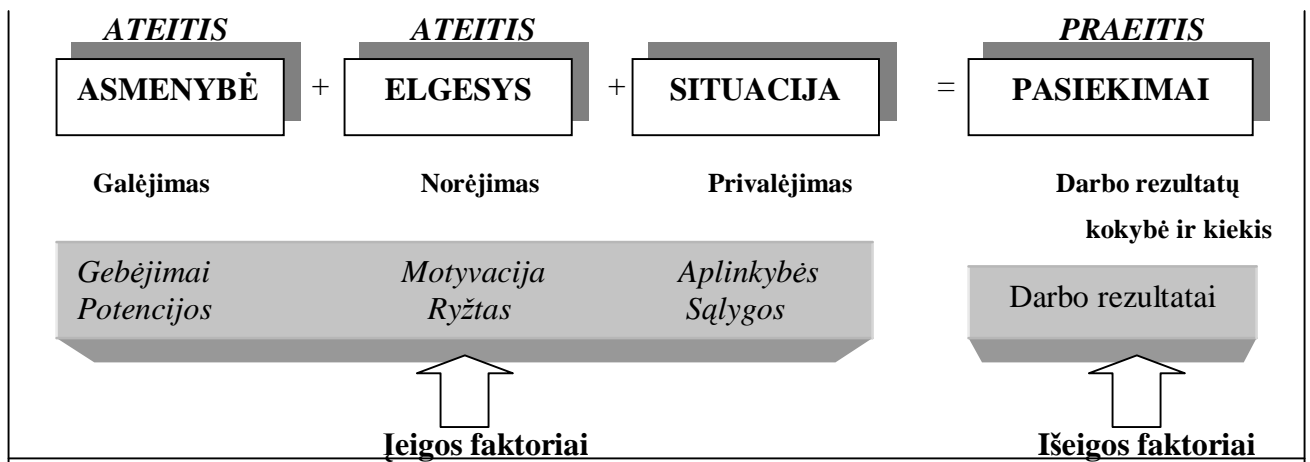 ATEITIS ATEITIS PRAEITIS
ASMENYBĖ + ELGESYS + SITUACIJA = PASIEKIMAI
Galėjimas Norėjimas Privalėjimas Darbo rezultatų
kokybė ir kiekis
Gebėjimai Motyvacija Aplinkybės
Potencijos Ryžtas Sąlygos
Darbo rezultatai
Įeigos faktoriai Išeigos faktoriai